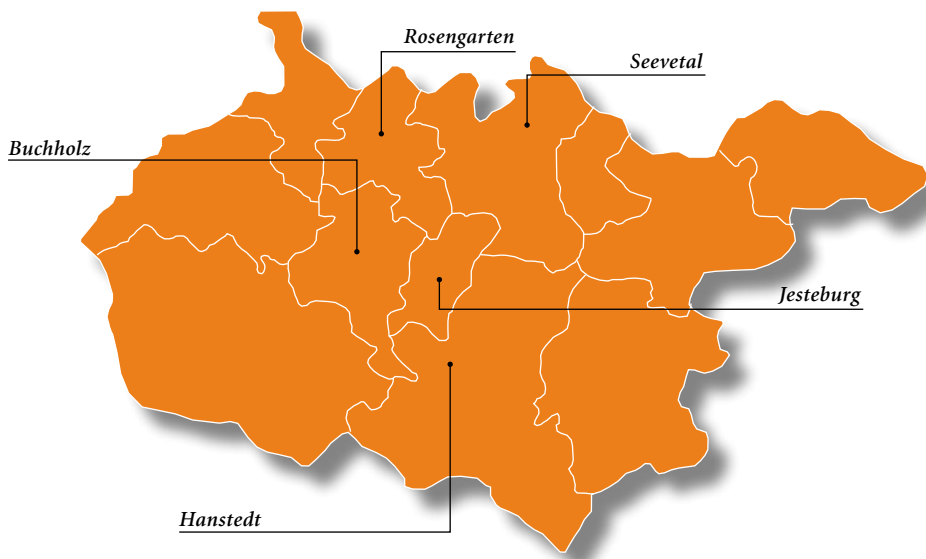 Rosengarten
Seevetal
Buchholz
Jesteburg
Hanstedt